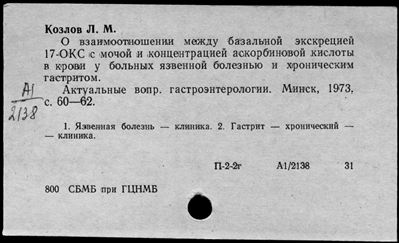 Козлов Л. М.
О взаимоотношении между базальной экскрецией
17-ОКС с мочой и концентрацией аскорбиновой кислоты
в крови у больных язвенной болезнью и хроническим
гастритом.
Актуальные вопр. гастроэнтерологии. Минск, 1973,
с. 60—62.
А1
2138
1. Язвенная болезнь — клиника. 2. Гастрит — хронический —
— клиника.
П-2-2г А1/2138 31
800 СБМБ при ГЦНМБ